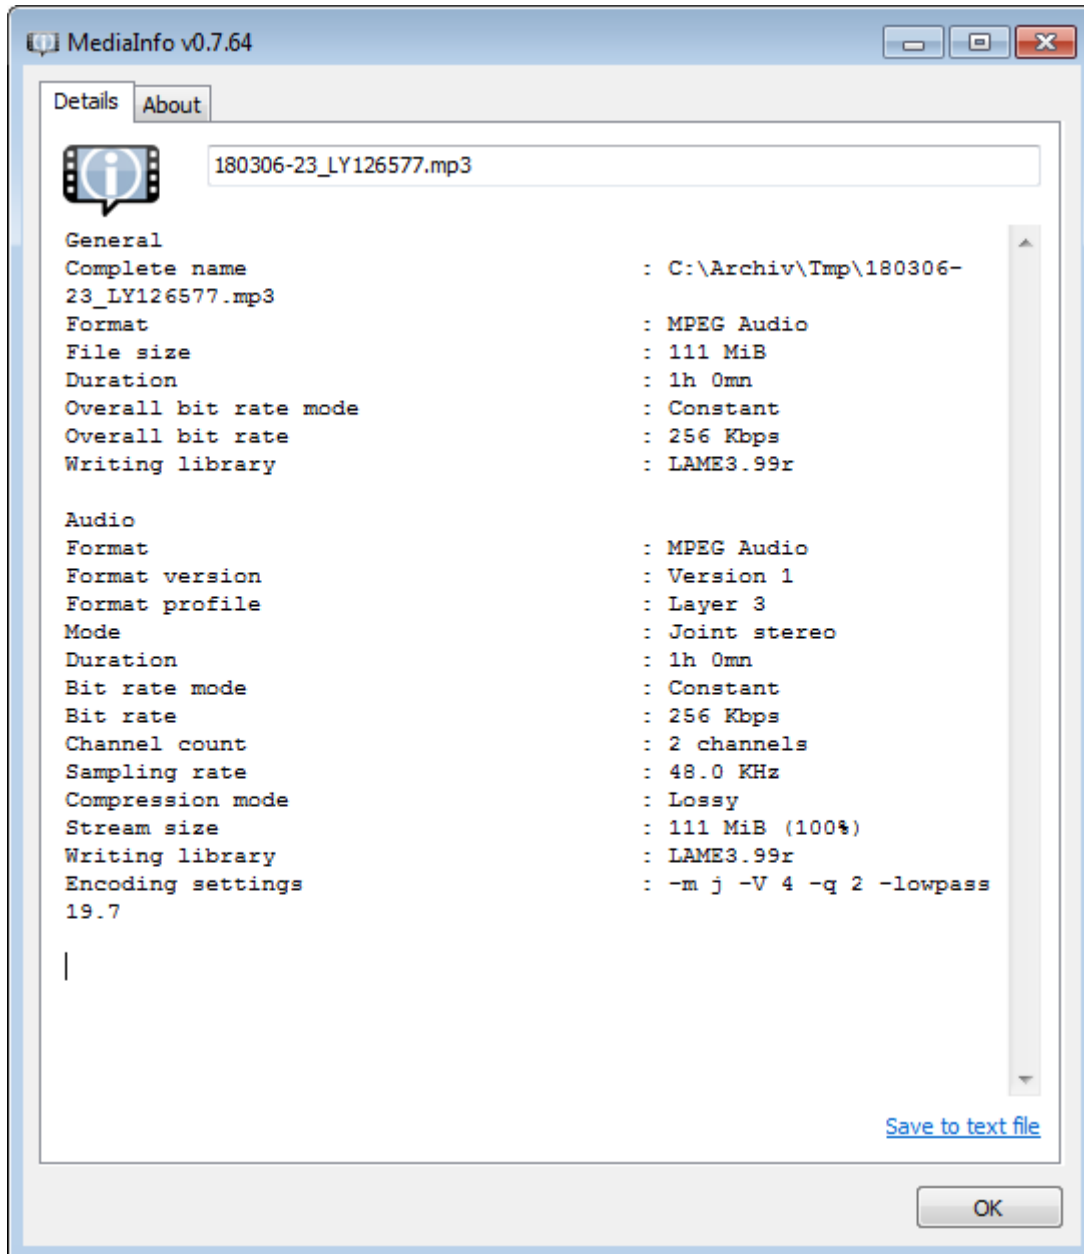 MediaInfo v0.7.64
Details About
180306-23_LY126577.mp3
General
Complete name : C:\Archiv\Tmp\180306-
23_LY126577.mp3
Format : MPEG Audio
File size : 111 MiB
Duration : 1h 0mn
Overall bit rate mode : Constant
Overall bit rate : 256 Kbps
Writing library : LAME3.99r
Audio
Format : MPEG Audio
Format version : Version 1
Format profile : Layer 3
Mode : Joint stereo
Duration : 1h 0mn
Bit rate mode : Constant
Bit rate : 256 Kbps
Channel count : 2 channels
Sampling rate : 48.0 KHz
Compression mode : Lossy
Stream size : 111 MiB (100%)
Writing library : LAME3.99r
Encoding settings : -m j -V 4 -q 2 -lowpass
19.7
Save to text file
OK